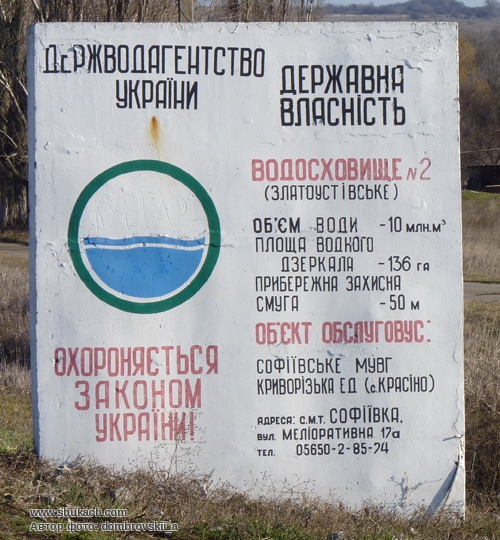 ДЕРЖВОДАГЕНТСТВО
УКРАЇНИ
ОХОРОНЯЄТЬСЯ
ЗАКОНОМ
УКРАЇНИ!
ДЕРЖАВНА
ВЛАСНІСТЬ
ВОДОСХОВИЩЕ №2
(ЗЛАТОУСТІВСЬКЕ)
ОБ'ЄМ ВОДИ -10 МЛН.М³
ПЛОЩА ВОДКОГО
ДЗЕРКАЛА -136 га
ПРИБЕРЕЖНА ЗАХИСНА
СМУГА -50 м
ОБ'ЄКТ ОБСЛУГОВУЄ:
СОФІЇВСЬКЕ МУВГ
КРИВОРІЗЬКА ЕД (с.КРАСІНО)
АДРЕСА: С.М.Т. СОФІЇВКА,
ВУЛ. МЕЛІОРАТИВНА 17а
ТЕЛ. 05650-2-85-74
www.shukach.com
Автор фото: dombrovskii_a